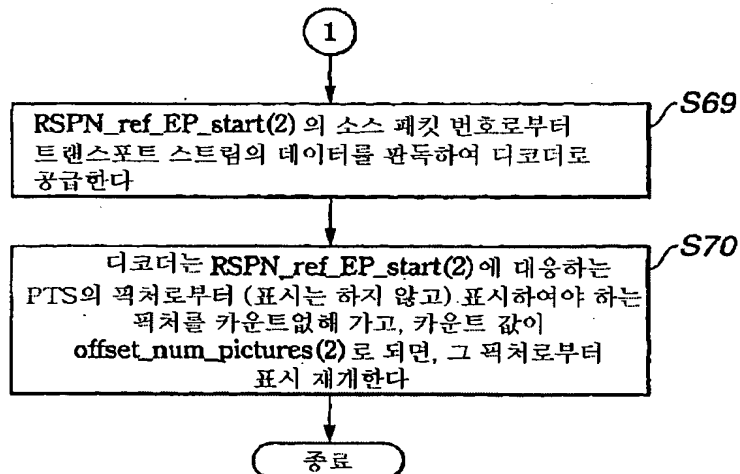 1
S69
RSPN_ref_EP_start(2) 의 소스 패킷 번호로부터
트랜스포트 스트림의 데이터를 판독하여 디코더로
공급한다
S70
디코더는 RSPN_ref_EP_start(2)에 대응하는
PTS의 픽처로부터 (표시는 하지 않고) 표시하여야 하는
픽처를 카운트없해 가고, 카운트 값이
offset_num_pictures(2)로 되면, 그 픽처로부터
표시 재개한다
종료